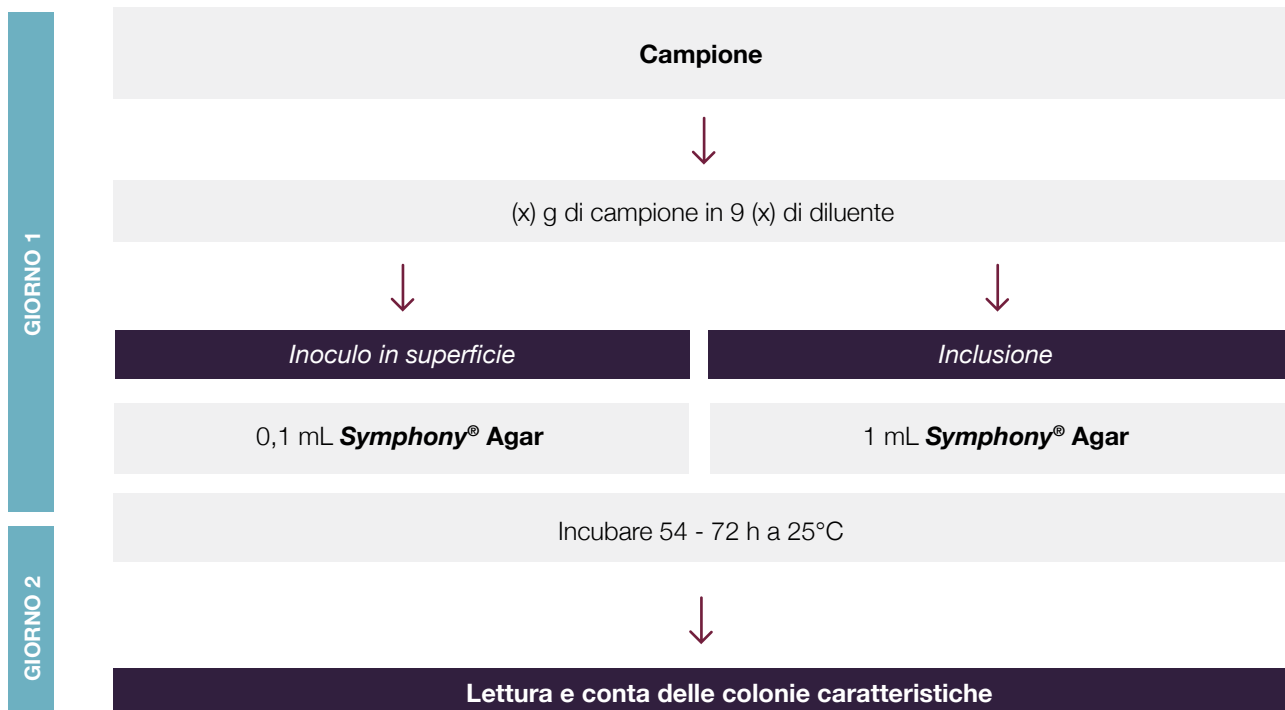 GIORNO 1
Campione
(x) g di campione in 9 (x) di diluente
Inoculo in superficie
Inclusione
0,1 mL Symphony® Agar
1 mL Symphony® Agar
Incubare 54 - 72 h a 25°C
GIORNO 2
Lettura e conta delle colonie caratteristiche